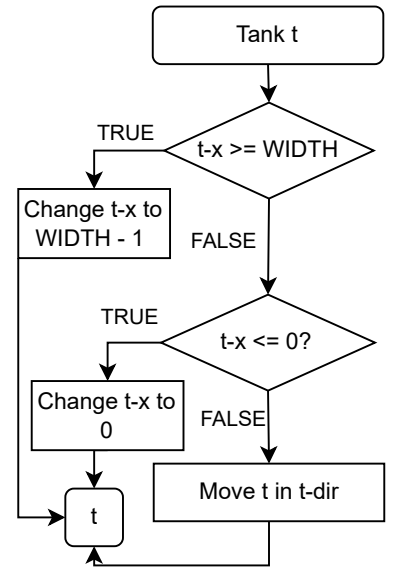 Tank t
TRUE
t-x >= WIDTH
Change t-x to
WIDTH - 1
FALSE
TRUE
t-x <= 0?
Change t-x to
0
FALSE
Move t in t-dir
t